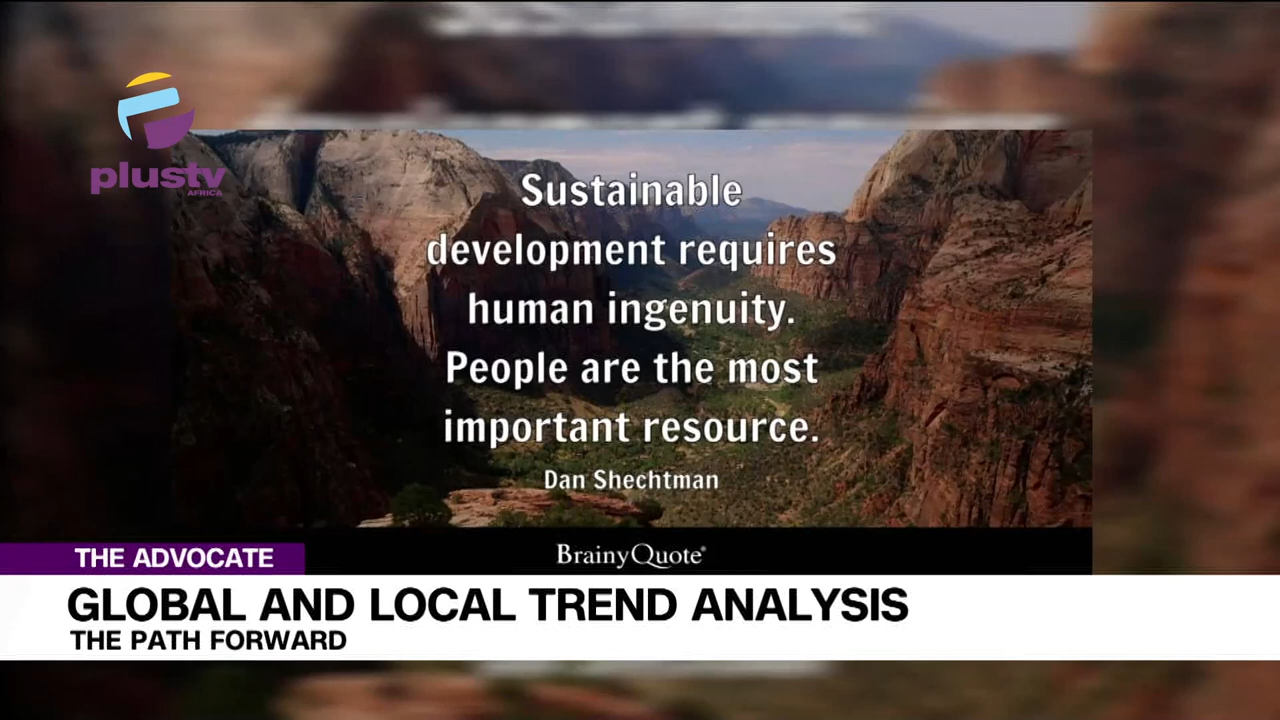 plustv
AFRICA
Sustainable
development requires
human ingenuity.
People are the most
important resource.
Dan Shechtman
BrainyQuote®
THE ADVOCATE
GLOBAL AND LOCAL TREND ANALYSIS
THE PATH FORWARD